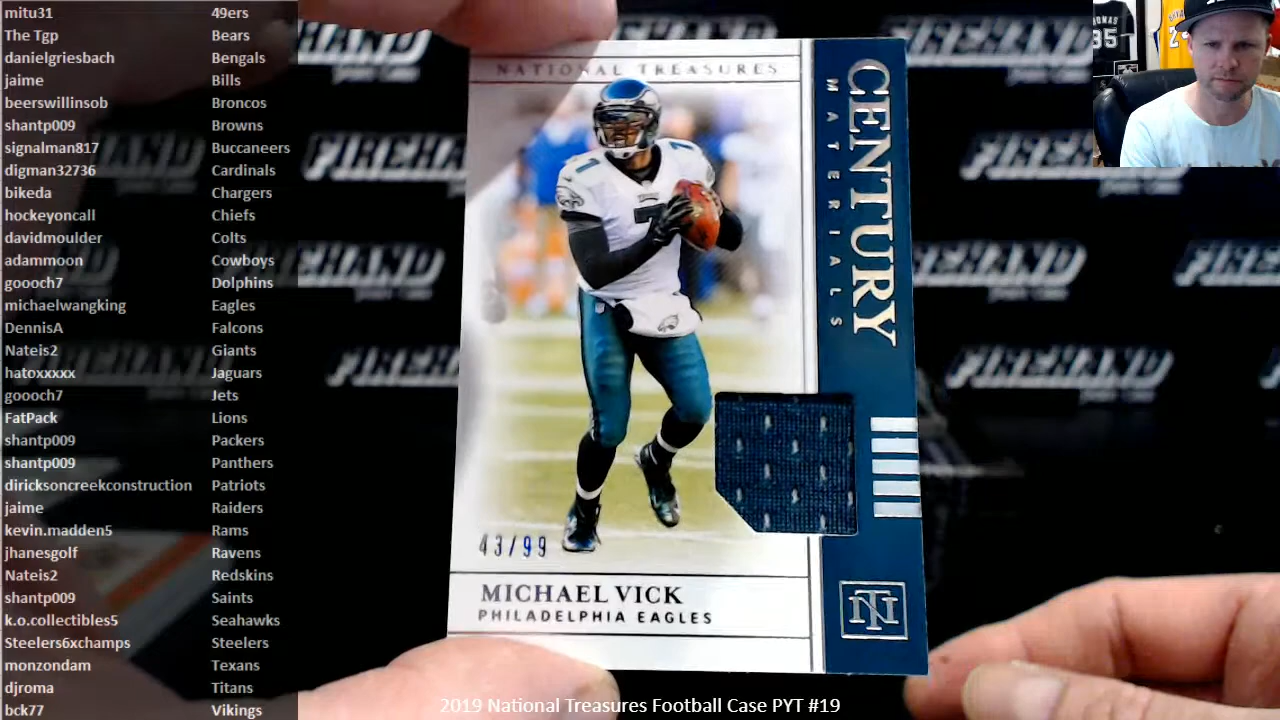 mitu31 49ers
The Tgp Bears
danielgriesbach Bengals
jaime Bills
beerswillinsob Broncos
shantp009 Browns
signalman817 Buccaneers
digman32736 Cardinals
bikeda Chargers
hockeyoncall Chiefs
davidmoulder Colts
adammoon Cowboys
goooch7 Dolphins
michaelwangking Eagles
DennisA Falcons
Nateis2 Giants
hatoxxxxx Jaguars
goooch7 Jets
FatPack Lions
shantp009 Packers
shantp009 Panthers
diricksoncreekconstruction Patriots
jaime Raiders
kevin.madden5 Rams
jhanesgolf Ravens
Nateis2 Redskins
shantp009 Saints
k.o.collectibles5 Seahawks
Steelers6xchamps Steelers
monzondam Texans
djroma Titans
bck77 Vikings
NATIONAL TREASURES
CENTURY
MATERIALS
7
43/99
MICHAEL VICK
PHILADELPHIA EAGLES
NT
FIREHAND
FIREHAND
FIREHAND
FIREHAND
2019 National Treasures Football Case PYT #19